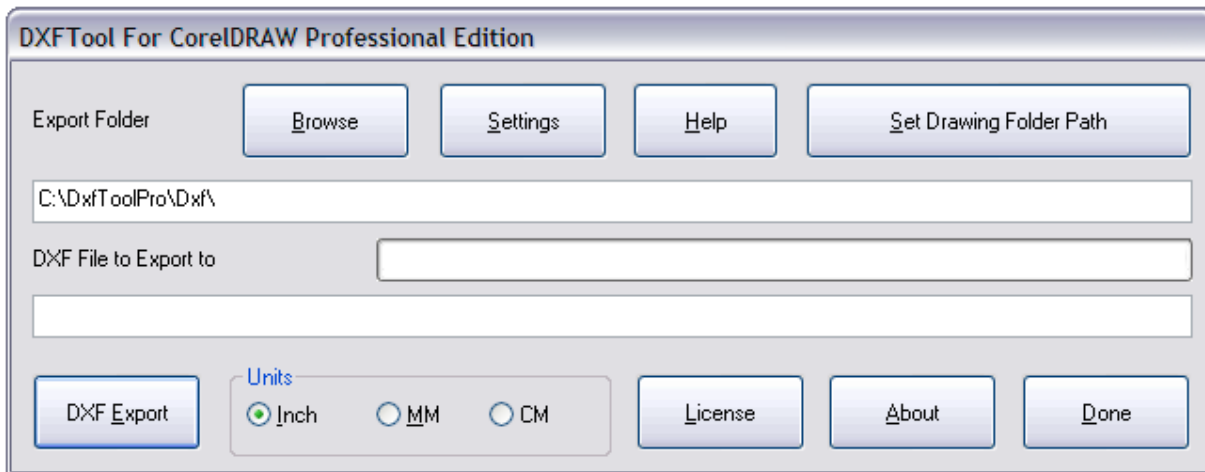 DXFTool For CorelDRAW Professional Edition
Export Folder Browse Settings Help Set Drawing Folder Path
C:\DxfToolPro\Dxf\
DXF File to Export to
Units
DXF Export Inch MM CM License About Done